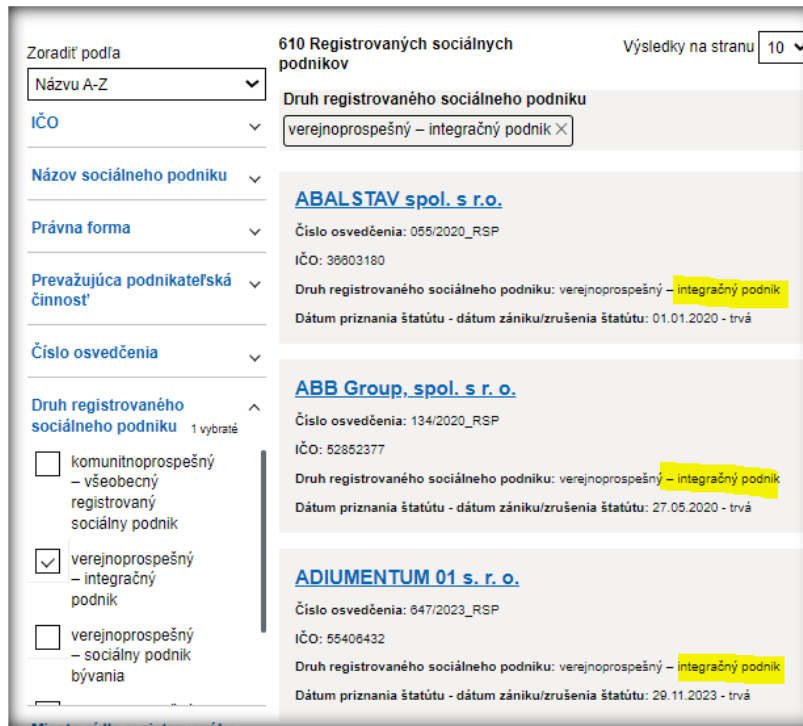 Zoradiť podľa
Názvu A-Z
IČO
Názov sociálneho podniku
Právna forma
Prevažujúca podnikateľská
činnosť
Číslo osvedčenia
Druh registrovaného
sociálneho podniku 1 vybraté
komunitnoprospešný
– všeobecný
registrovaný
sociálny podnik
verejnoprospešný
– integračný
podnik
verejnoprospešný
– sociálny podnik
bývania
610 Registrovaných sociálnych
podnikov
Výsledky na stranu 10
Druh registrovaného sociálneho podniku
verejnoprospešný – integračný podnik ×
ABALSTAV spol. s r.o.
Číslo osvedčenia: 055/2020_RSP
IČO: 36603180
Druh registrovaného sociálneho podniku: verejnoprospešný – integračný podnik
Dátum priznania štatútu - dátum zániku/zrušenia štatútu: 01.01.2020 - trvá
ABB Group, spol. s r. o.
Číslo osvedčenia: 134/2020_RSP
IČO: 52852377
Druh registrovaného sociálneho podniku: verejnoprospešný – integračný podnik
Dátum priznania štatútu - dátum zániku/zrušenia štatútu: 27.05.2020 - trvá
ADIUMENTUM 01 s. r. o.
Číslo osvedčenia: 647/2023_RSP
IČO: 55406432
Druh registrovaného sociálneho podniku: verejnoprospešný – integračný podnik
Dátum priznania štatútu - dátum zániku/zrušenia štatútu: 29.11.2023 - trvá